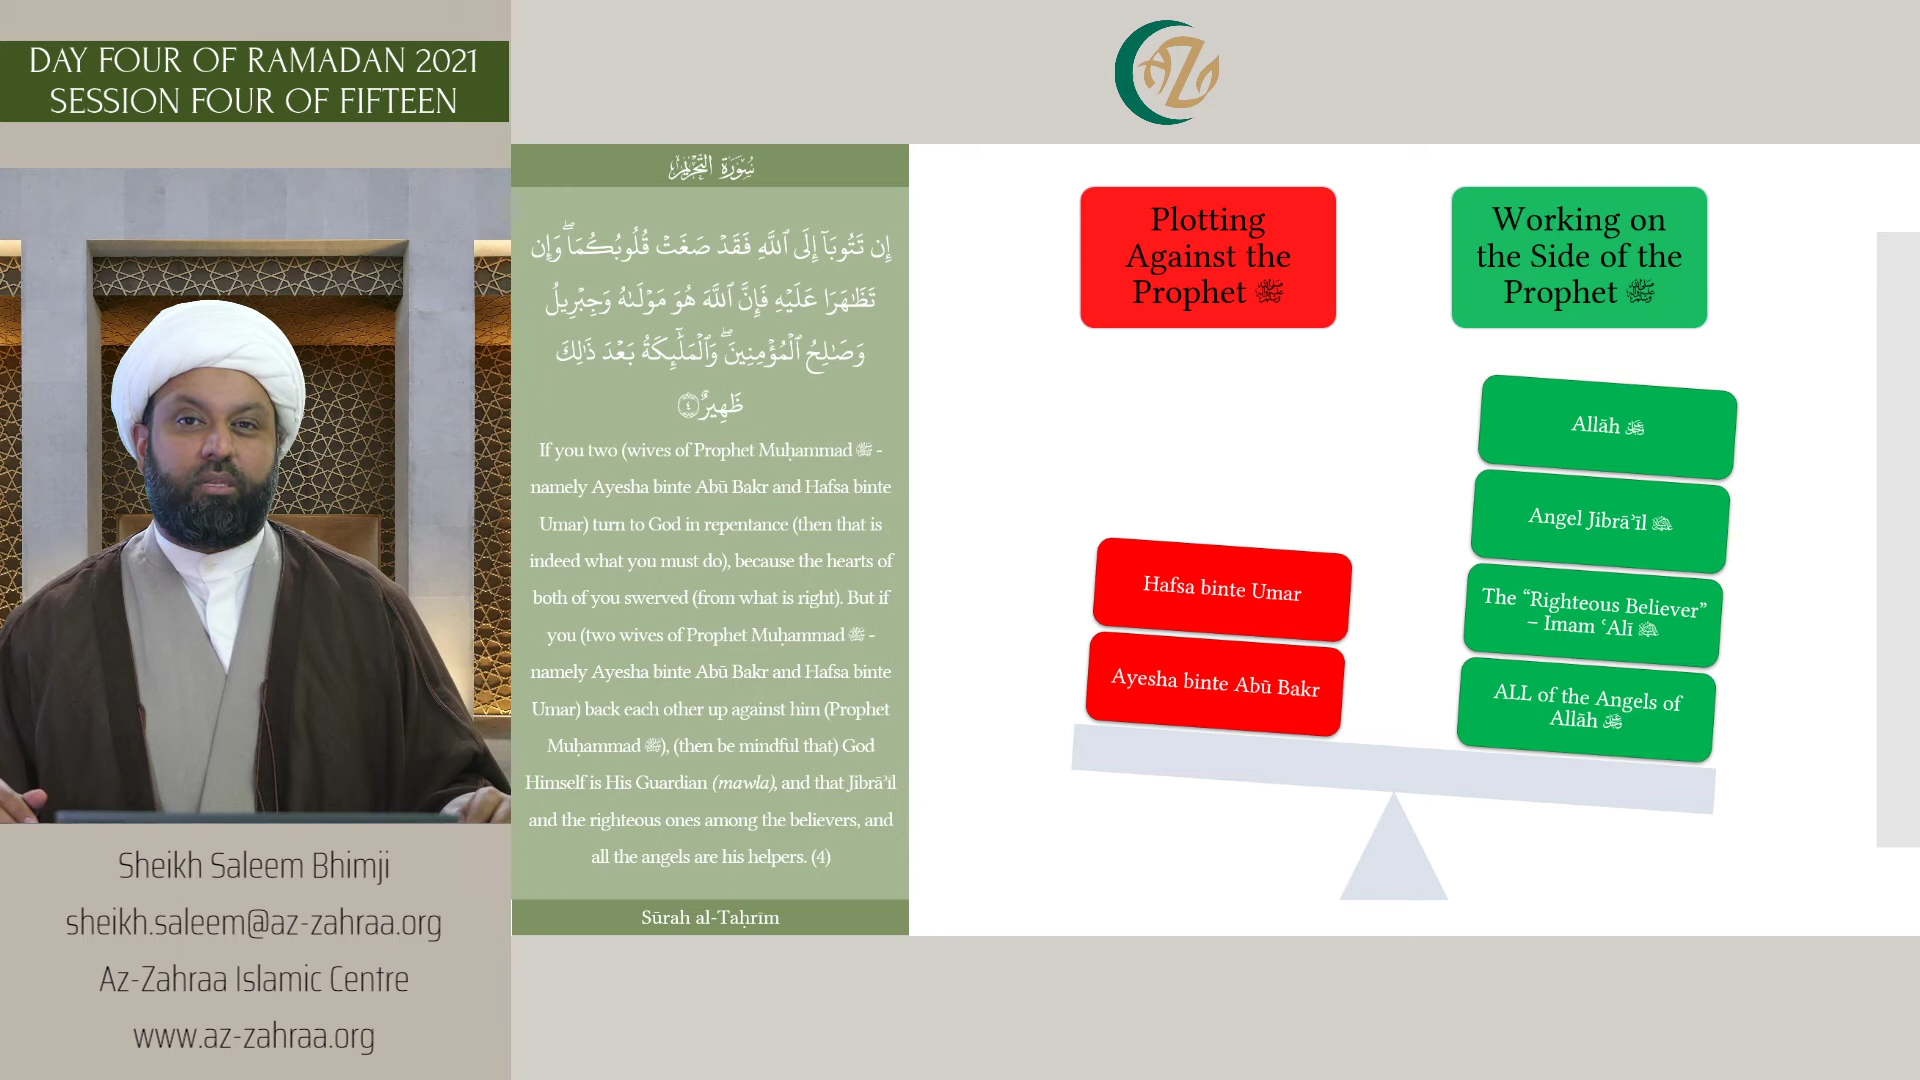 DAY FOUR OF RAMADAN 2021
SESSION FOUR OF FIFTEEN
Sheikh Saleem Bhimji
sheikh.saleem@az-zahraa.org
Az-Zahraa Islamic Centre
www.az-zahraa.org
سُورَةُ التَّحْرِيمِ
إِن تَتُوبَآ إِلَى ٱللَّهِ فَقَدْ صَغَتْ قُلُوبُكُمَا ۖ وَإِن
تَظَٰهَرَا عَلَيْهِ فَإِنَّ ٱللَّهَ هُوَ مَوْلَىٰهُ وَجِبْرِيلُ
وَصَٰلِحُ ٱلْمُؤْمِنِينَ ۖ وَٱلْمَلَٰٓئِكَةُ بَعْدَ ذَٰلِكَ
ظَهِيرٌ ﴿٤﴾
If you two (wives of Prophet Muḥammad ﷺ -
namely Ayesha binte Abū Bakr and Hafsa binte
Umar) turn to God in repentance (then that is
indeed what you must do), because the hearts of
both of you swerved (from what is right). But if
you (two wives of Prophet Muḥammad ﷺ -
namely Ayesha binte Abū Bakr and Hafsa binte
Umar) back each other up against him (Prophet
Muḥammad ﷺ), (then be mindful that) God
Himself is His Guardian (mawla), and that Jibrāʾīl
and the righteous ones among the believers, and
all the angels are his helpers. (4)
Sūrah al-Taḥrīm
AZ
Plotting
Against the
Prophet ﷺ
Working on
the Side of the
Prophet ﷺ
Hafsa binte Umar
Ayesha binte Abū Bakr
Allāh
Angel Jibrāʾīl
The “Righteous Believer”
– Imam ʿAlī
ALL of the Angels of
Allāh